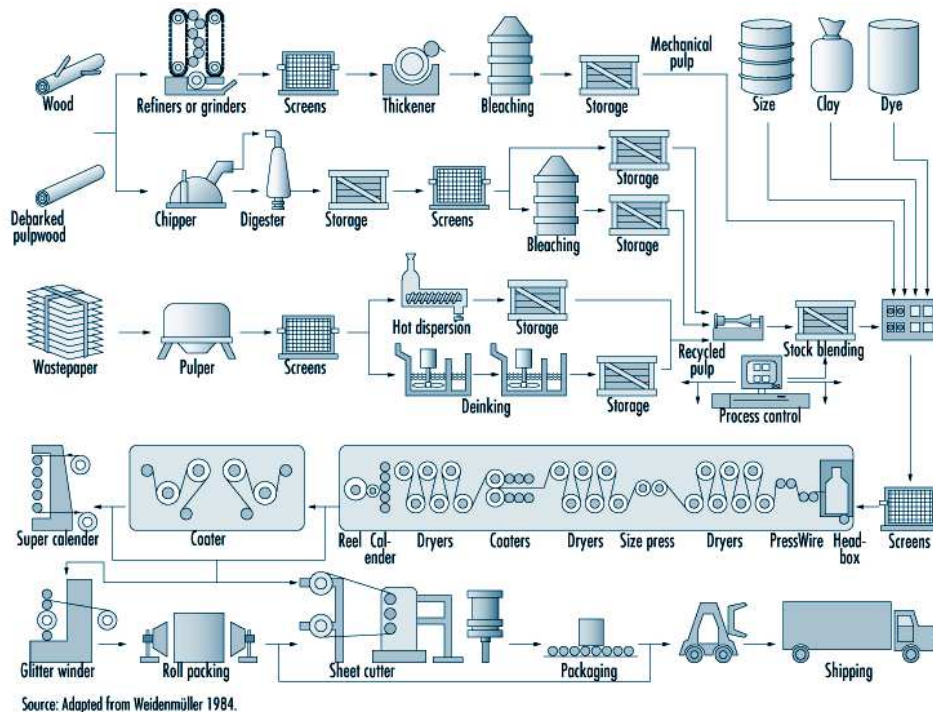 Wood
Refiners or grinders
Screens
Thickener
Bleaching
Storage
Mechanical
pulp
Size
Clay
Dye
Debarked
pulpwood
Chipper
Digester
Storage
Screens
Bleaching
Storage
Storage
Wastepaper
Pulper
Screens
Hot dispersion
Storage
Deinking
Storage
Recycled
pulp
Stock blending
Process control
Super calender
Coater
Reel
Cal-
ender
Dryers
Coaters
Dryers
Size press
Dryers
Press
Wire
Head-
box
Screens
Glitter winder
Roll packing
Sheet cutter
Packaging
Shipping
Source: Adapted from Weidenmüller 1984.